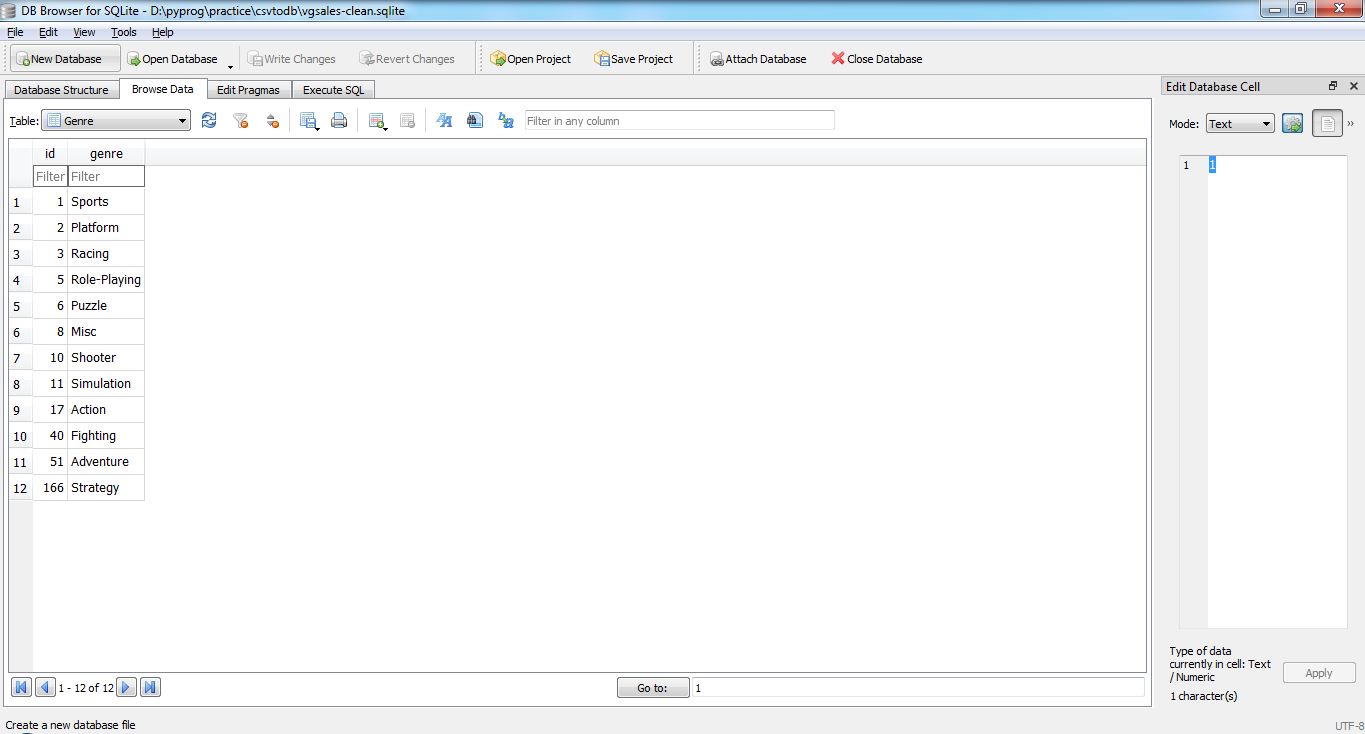 DB Browser for SQLite - D:\pyprog\practice\csvtodb\vgsales-clean.sqlite
File Edit View Tools Help
New Database Open Database Write Changes Revert Changes Open Project Save Project Attach Database Close Database
Database Structure Browse Data Edit Pragmas Execute SQL
Edit Database Cell
Table: Genre Filter in any column
Mode: Text »
id genre
Filter Filter
1 1 Sports
2 2 Platform
3 3 Racing
4 5 Role-Playing
5 6 Puzzle
6 8 Misc
7 10 Shooter
8 11 Simulation
9 17 Action
10 40 Fighting
11 51 Adventure
12 166 Strategy
1 1
1 - 12 of 12 Go to: 1
Type of data
currently in cell: Text
/ Numeric
1 character(s)
Apply
Create a new database file
UTF-8